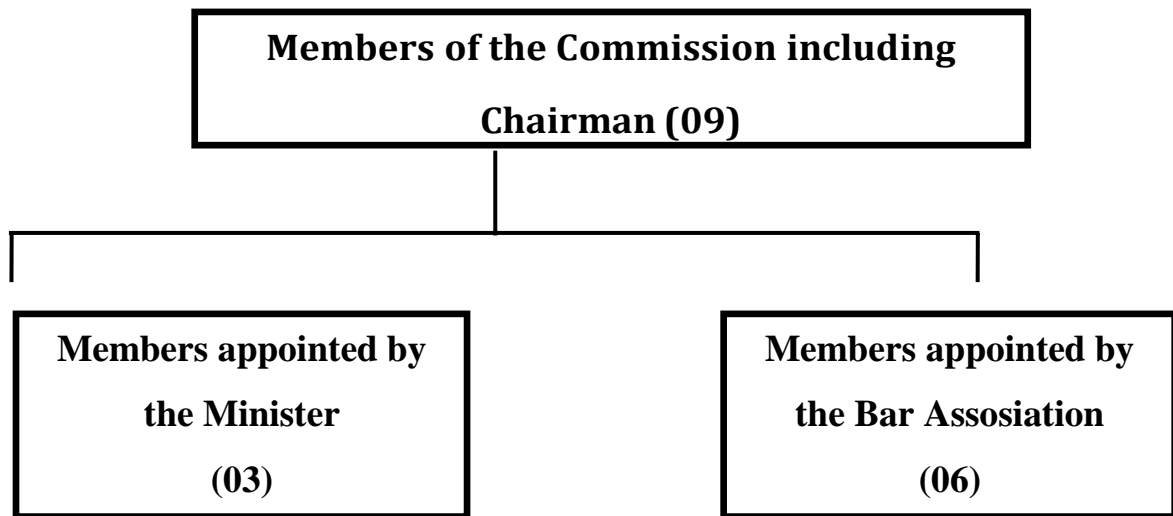 Members of the Commission including
Chairman (09)
Members appointed by
the Minister
(03)
Members appointed by
the Bar Assosiation
(06)